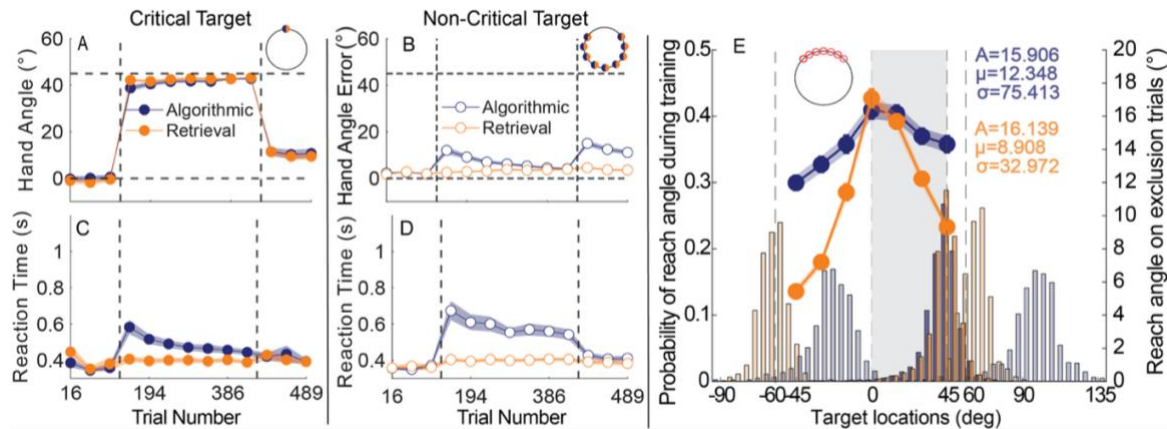 Critical Target
Non-Critical Target
A
Hand Angle (°)
60
40
20
0
Algorithmic
Retrieval
B
Hand Angle Error (°)
60
40
20
0
Algorithmic
Retrieval
C
Reaction Time (s)
1
0.8
0.6
0.4
16
194
386
489
Trial Number
D
Reaction Time (s)
1
0.8
0.6
0.4
16
194
386
489
Trial Number
E
Probability of reach angle during training
0.5
0.4
0.3
0.2
0.1
0
A=15.906
μ=12.348
σ=75.413
A=16.139
μ=8.908
σ=32.972
20
18
16
14
12
10
8
6
4
2
0
Reach angle on exclusion trials (°)
-90
-60
-45
0
45
60
90
135
Target locations (deg)